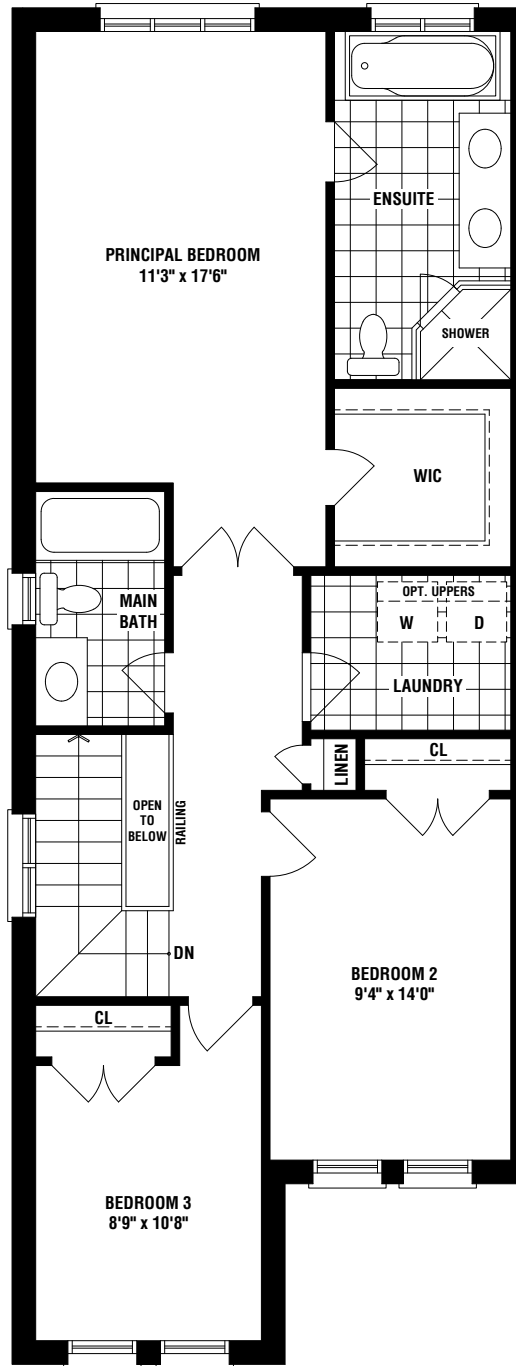 ENSUITE
PRINCIPAL BEDROOM
11'3" x 17'6"
SHOWER
WIC
MAIN
BATH
OPT. UPPERS
W
D
LAUNDRY
LINEN
CL
OPEN
TO
BELOW
RAILING
DN
BEDROOM 2
9'4" x 14'0"
CL
BEDROOM 3
8'9" x 10'8"